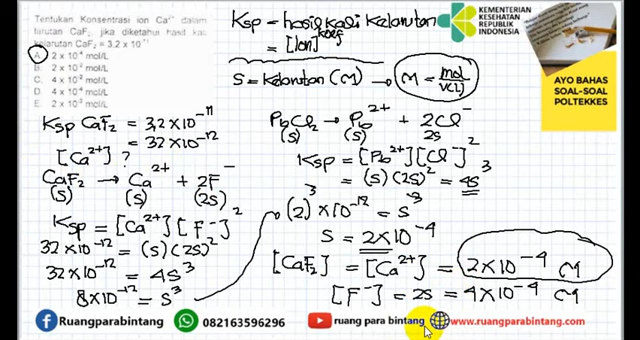 Tentukan Konsentrasi ion Ca²⁺ dalam
larutan CaF₂ jika diketahui hasil kali
kelarutan CaF₂ = 3,2 x 10⁻¹¹
A. 2 x 10⁻⁴ mol/L
B. 2 x 10⁻³ mol/L
C. 4 x 10⁻³ mol/L
D. 4 x 10⁻⁴ mol/L
E. 2 x 10⁻⁵ mol/L
Ksp CaF₂ = 3,2 x 10⁻¹¹
= 32 x 10⁻¹²
[Ca²⁺] ?
CaF₂ → Ca²⁺ + 2F⁻
(s) (s) (2s)
Ksp = [Ca²⁺] [F⁻]²
32 x 10⁻¹² = (s) (2s)²
32 x 10⁻¹² = 4s³
8 x 10⁻¹² = s³
Ksp = hasil kali kelarutan
= [Ion]^koef
S = Kelarutan (M) → M = mol / V(L)
PbCl₂ → Pb²⁺ + 2Cl⁻
(s) (s) 2s
Ksp = [Pb²⁺] [Cl⁻]²
= (s) (2s)² = 4s³
(2)³ x 10⁻¹² = s³
s = 2 x 10⁻⁴
[CaF₂] = [Ca²⁺] = 2 x 10⁻⁴ M
[F⁻] = 2s = 4 x 10⁻⁴ M
KEMENTERIAN
KESEHATAN
REPUBLIK
INDONESIA
AYO BAHAS
SOAL-SOAL
POLTEKKES
Ruangparabintang
082163596296
ruang para bintang
www.ruangparabintang.com